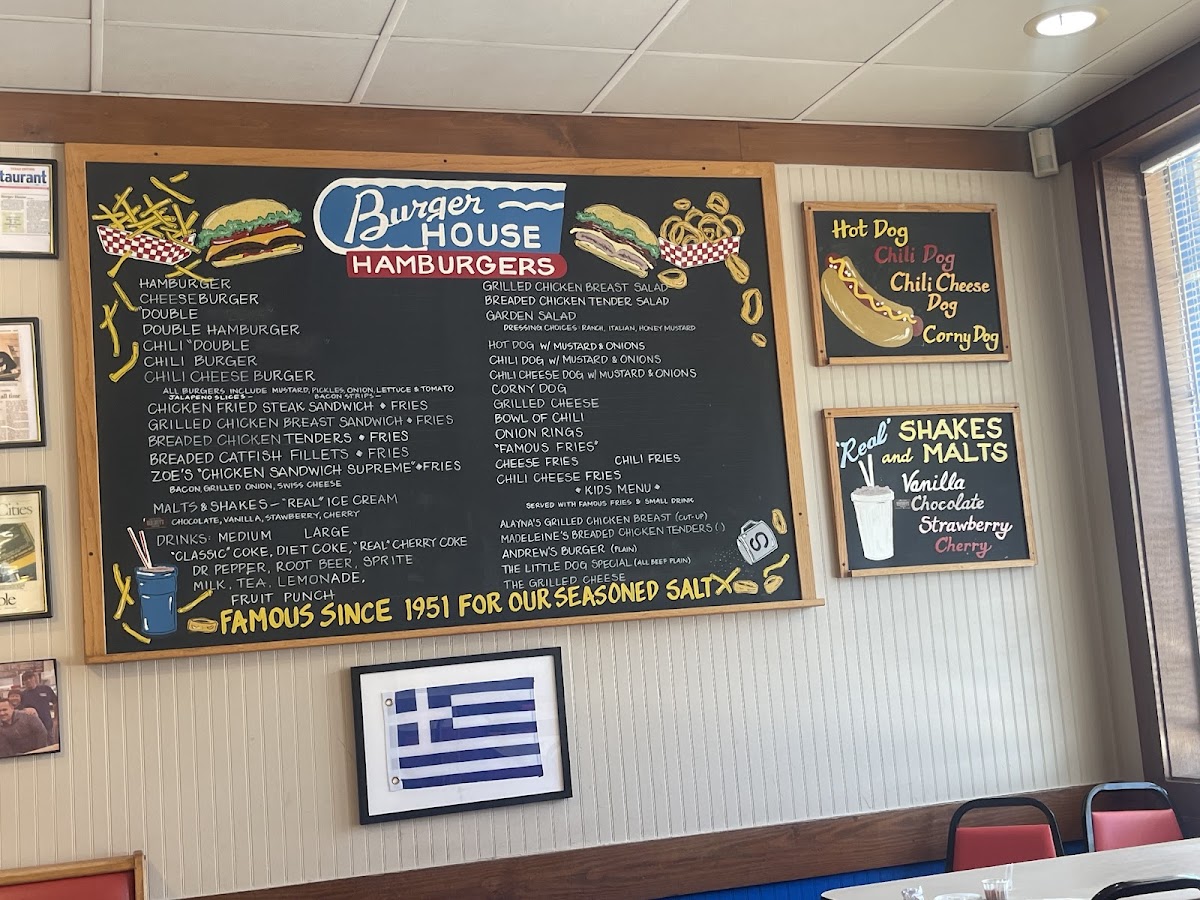 Burger
HOUSE
HAMBURGERS
HAMBURGER
CHEESEBURGER
"DOUBLE
DOUBLE HAMBURGER
CHILI "DOUBLE
CHILI BURGER
CHILI CHEESE BURGER
ALL BURGERS INCLUDE MUSTARD, PICKLES, ONION, LETTUCE & TOMATO
JALAPENO SLICES – BACON STRIPS –
CHICKEN FRIED STEAK SANDWICH • FRIES
GRILLED CHICKEN BREAST SANDWICH • FRIES
BREADED CHICKEN TENDERS • FRIES
BREADED CATFISH FILLETS • FRIES
ZOE'S "CHICKEN SANDWICH SUPREME" • FRIES
BACON, GRILLED ONION, SWISS CHEESE
MALTS & SHAKES – "REAL" ICE CREAM
CHOCOLATE, VANILLA, STAWBERRY, CHERRY
DRINKS: MEDIUM LARGE
"CLASSIC" COKE, DIET COKE, "REAL" CHERRY COKE
DR PEPPER, ROOT BEER, SPRITE
MILK, TEA, LEMONADE,
FRUIT PUNCH
GRILLED CHICKEN BREAST SALAD
BREADED CHICKEN TENDER SALAD
GARDEN SALAD
DRESSING CHOICES: RANCH, ITALIAN, HONEY MUSTARD
HOT DOG W/ MUSTARD & ONIONS
CHILI DOG W/ MUSTARD & ONIONS
CHILI CHEESE DOG W/ MUSTARD & ONIONS
CORNY DOG
GRILLED CHEESE
BOWL OF CHILI
ONION RINGS
"FAMOUS FRIES"
CHEESE FRIES CHILI FRIES
CHILI CHEESE FRIES
• KIDS MENU •
SERVED WITH FAMOUS FRIES & SMALL DRINK
ALAYNA'S GRILLED CHICKEN BREAST (CUT-UP)
MADELEINE'S BREADED CHICKEN TENDERS ( )
ANDREW'S BURGER (PLAIN)
THE LITTLE DOG SPECIAL (ALL BEEF PLAIN)
THE GRILLED CHEESE
S
FAMOUS SINCE 1951 FOR OUR SEASONED SALT
Hot Dog
Chili Dog
Chili Cheese
Dog
Corny Dog
"Real" SHAKES
and MALTS
Vanilla
Chocolate
Strawberry
Cherry
taurant
Cities